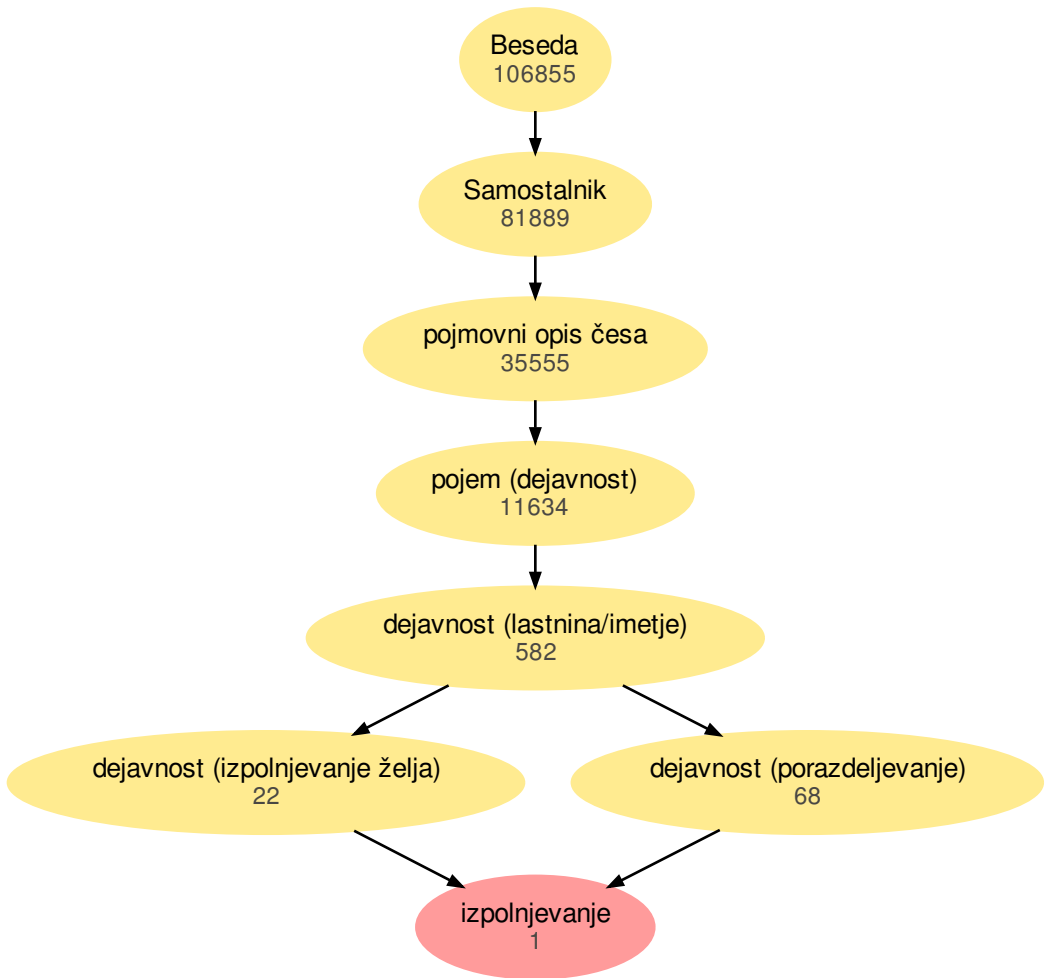 Beseda
106855
Samostalnik
81889
pojmovni opis česa
35555
pojem (dejavnost)
11634
dejavnost (lastnina/imetje)
582
dejavnost (izpolnjevanje želja)
22
dejavnost (porazdeljevanje)
68
izpolnjevanje
1